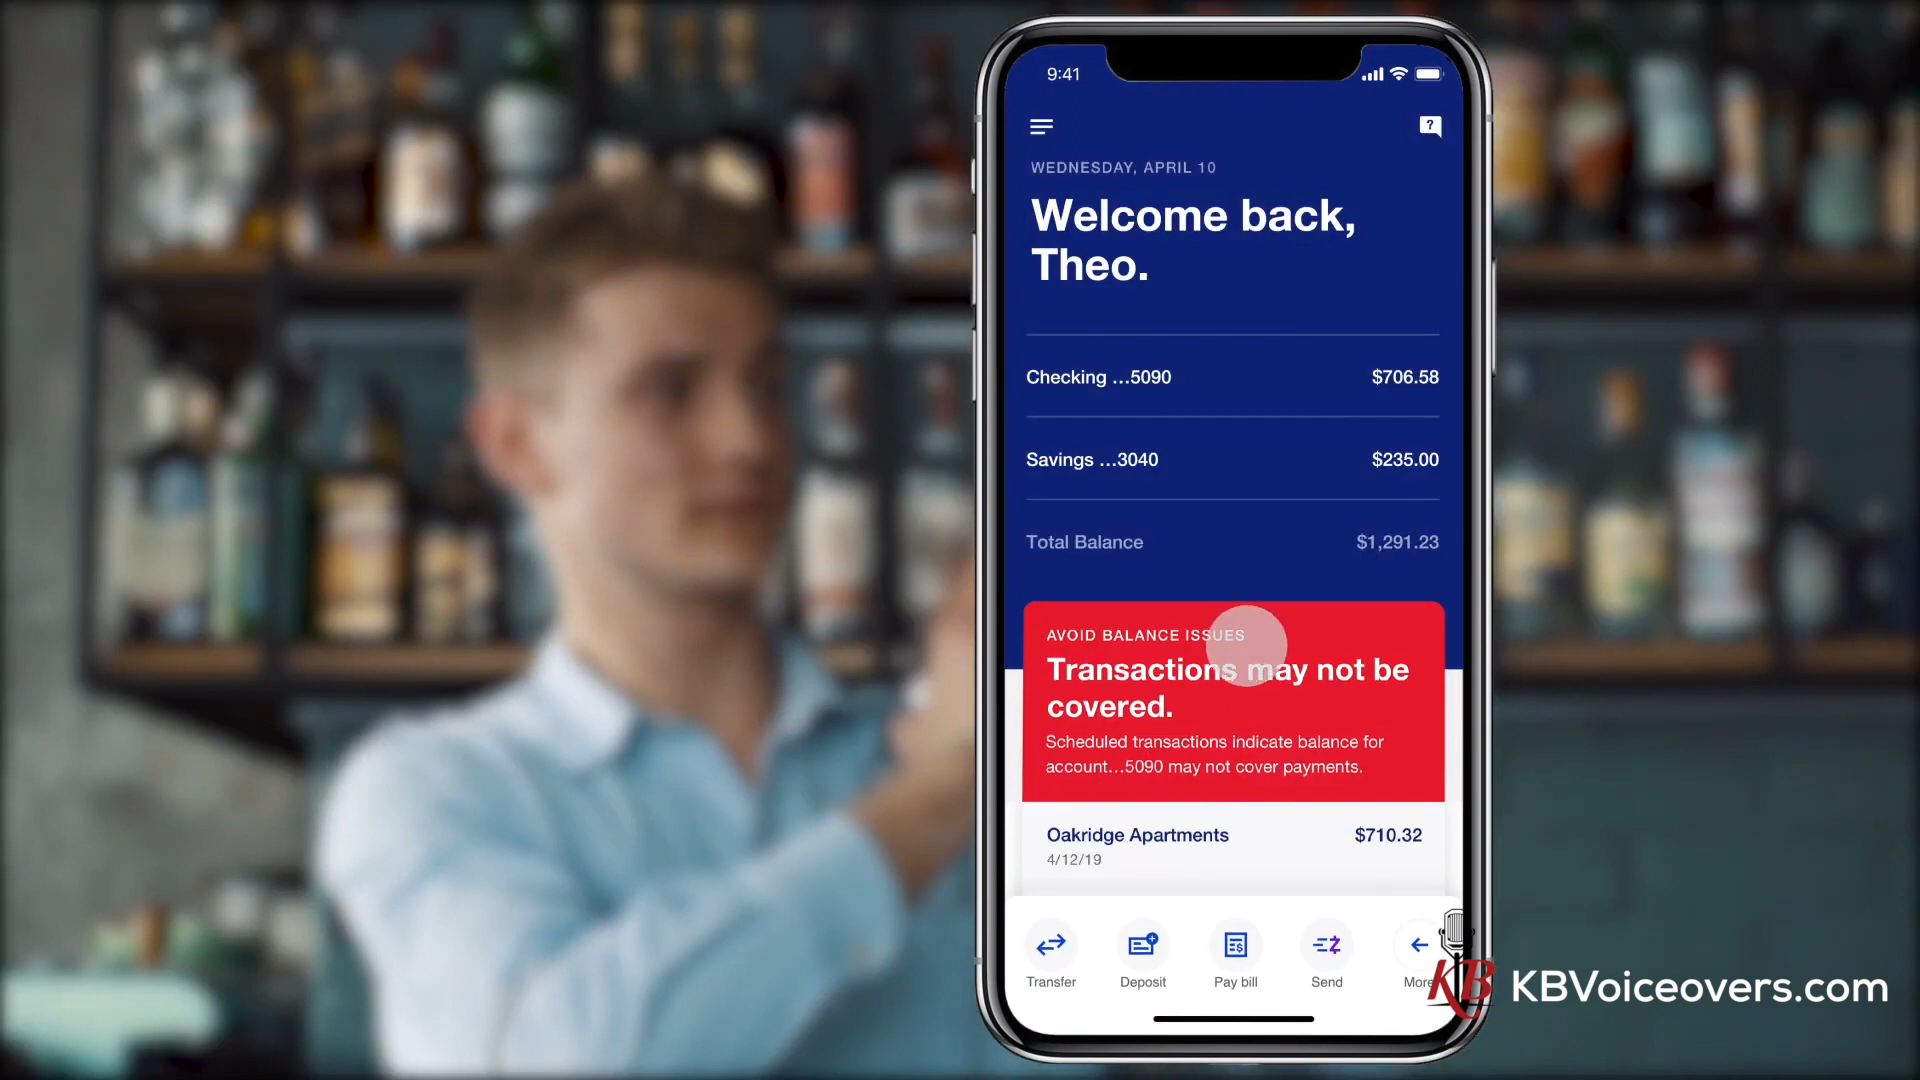 9:41
?
WEDNESDAY, APRIL 10
Welcome back,
Theo.
Checking ...5090 $706.58
Savings ...3040 $235.00
Total Balance $1,291.23
AVOID BALANCE ISSUES
Transactions may not be
covered.
Scheduled transactions indicate balance for
account...5090 may not cover payments.
Oakridge Apartments $710.32
4/12/19
Transfer Deposit Pay bill Send More
KB KBVoiceovers.com